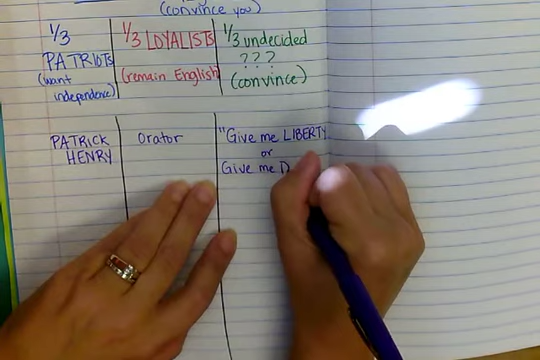 (convince you)
1/3
PATRIOTS
(want
independence)
1/3 LOYALISTS
(remain English)
1/3 undecided
? ? ?
(convince)
PATRICK
HENRY
Orator
"Give me LIBERTY
or
Give me D